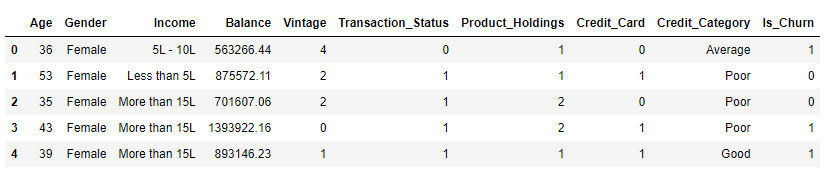 Age Gender Income Balance Vintage Transaction_Status Product_Holdings Credit_Card Credit_Category Is_Churn
0 36 Female 5L - 10L 563266.44 4 0 1 0 Average 1
1 53 Female Less than 5L 875572.11 2 1 1 1 Poor 0
2 35 Female More than 15L 701607.06 2 1 2 0 Poor 0
3 43 Female More than 15L 1393922.16 0 1 2 1 Poor 1
4 39 Female More than 15L 893146.23 1 1 1 1 Good 1